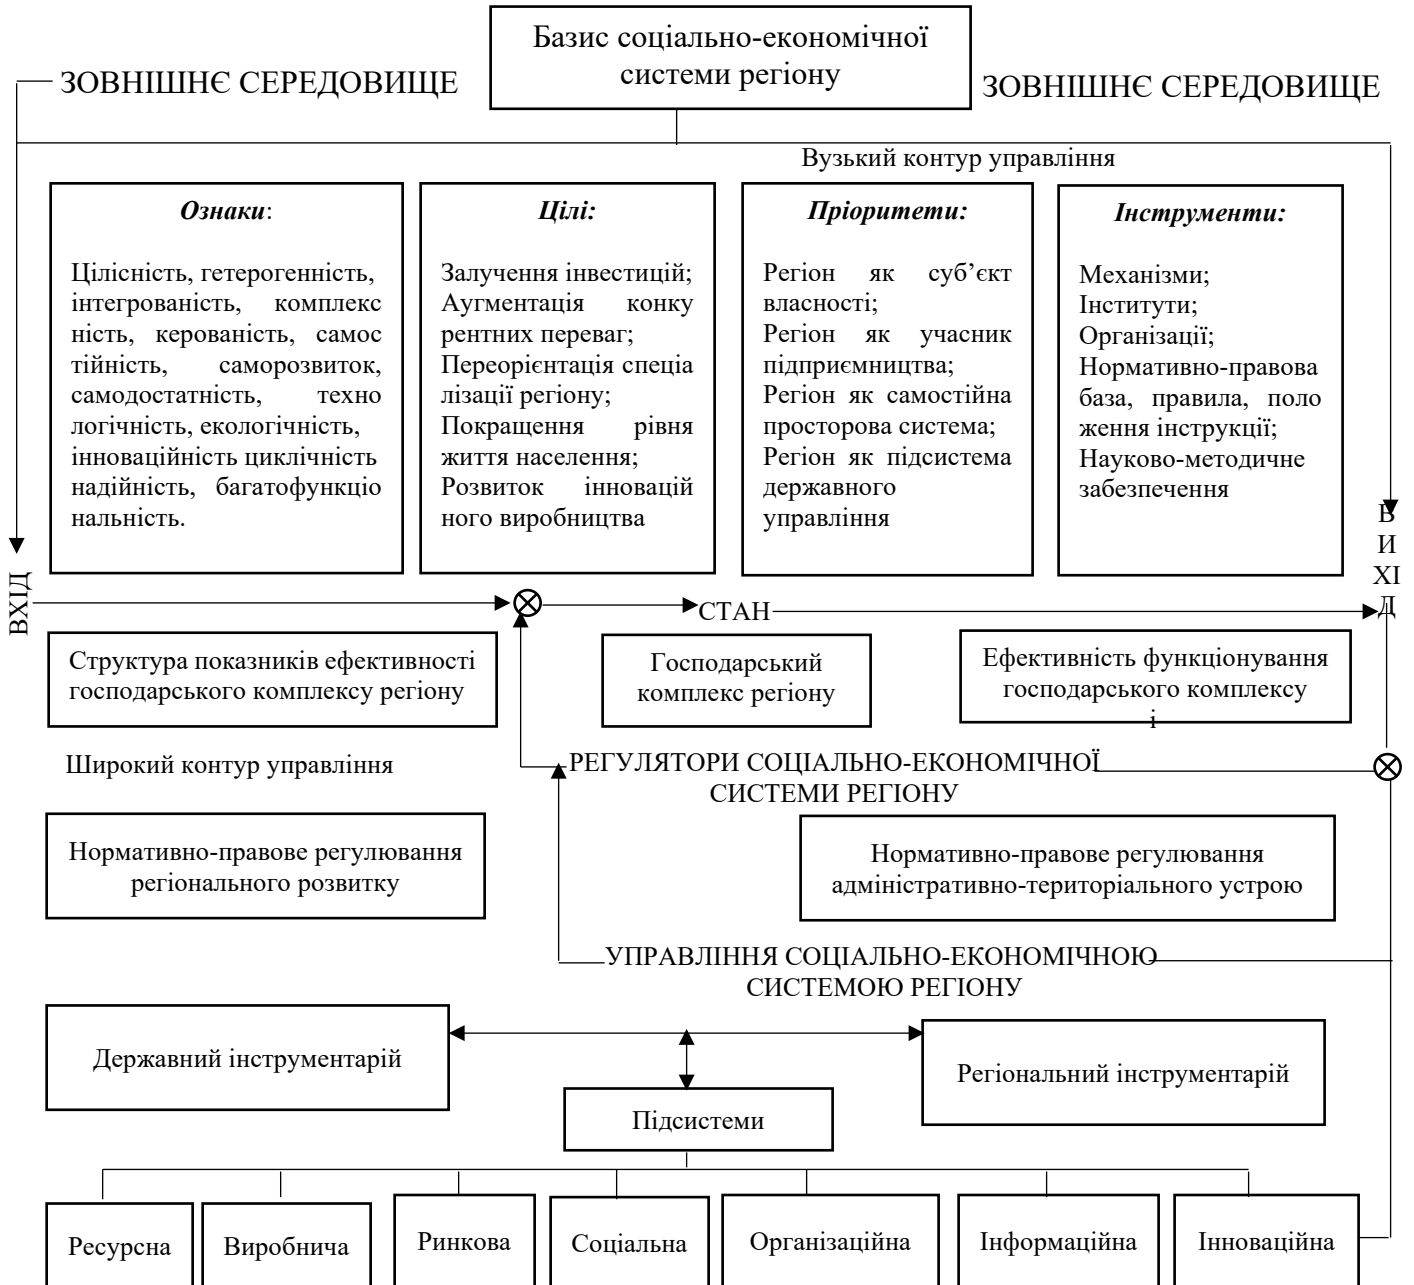 Базис соціально-економічної
системи регіону
ЗОВНІШНЄ СЕРЕДОВИЩЕ
ЗОВНІШНЄ СЕРЕДОВИЩЕ
Вузький контур управління
Ознаки:
Цілісність, гетерогенність,
інтегрованість, комплекс
ність, керованість, самос
тійність, саморозвиток,
самодостатність, техно
логічність, екологічність,
інноваційність циклічність
надійність, багатофункціо
нальність.
Цілі:
Залучення інвестицій;
Аугментація конку
рентних переваг;
Переорієнтація спеціа
лізації регіону;
Покращення рівня
життя населення;
Розвиток інновацій
ного виробництва
Пріоритети:
Регіон як суб’єкт
власності;
Регіон як учасник
підприємництва;
Регіон як самостійна
просторова система;
Регіон як підсистема
державного
управління
Інструменти:
Механізми;
Інститути;
Організації;
Нормативно-правова
база, правила, поло
ження інструкції;
Науково-методичне
забезпечення
ВХІД
СТАН
В
И
ХІ
Д
Структура показників ефективності
господарського комплексу регіону
Господарський
комплекс регіону
Ефективність функціонування
господарського комплексу
і
Широкий контур управління
РЕГУЛЯТОРИ СОЦІАЛЬНО-ЕКОНОМІЧНОЇ
СИСТЕМИ РЕГІОНУ
Нормативно-правове регулювання
регіонального розвитку
Нормативно-правове регулювання
адміністративно-територіального устрою
УПРАВЛІННЯ СОЦІАЛЬНО-ЕКОНОМІЧНОЮ
СИСТЕМОЮ РЕГІОНУ
Державний інструментарій
Регіональний інструментарій
Підсистеми
Ресурсна
Виробнича
Ринкова
Соціальна
Організаційна
Інформаційна
Інноваційна